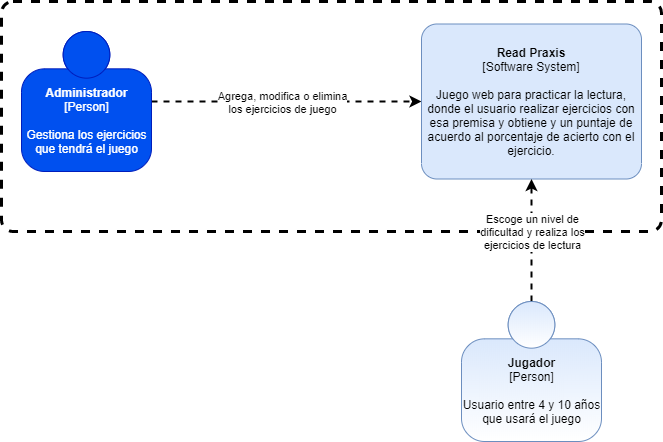 Administrador
[Person]
Gestiona los ejercicios
que tendrá el juego
Agrega, modifica o elimina
los ejercicios de juego
Read Praxis
[Software System]
Juego web para practicar la lectura,
donde el usuario realizar ejercicios con
esa premisa y obtiene y un puntaje de
acuerdo al porcentaje de acierto con el
ejercicio.
Escoge un nivel de
dificultad y realiza los
ejercicios de lectura
Jugador
[Person]
Usuario entre 4 y 10 años
que usará el juego